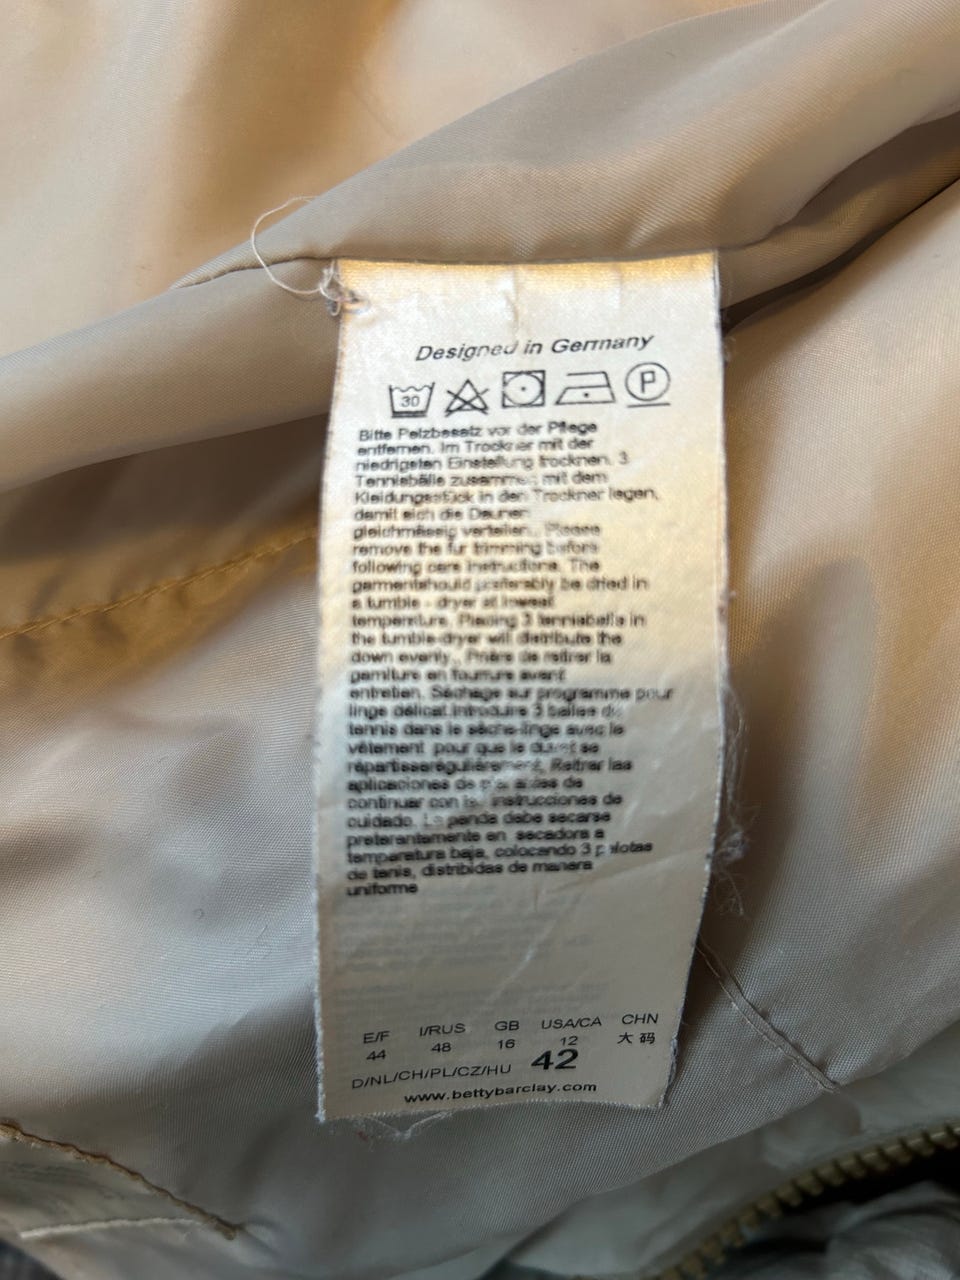 Designed in Germany
30 P
Bitte Pelzbesatz vor der Pflege
entfernen. Im Trockner mit der
niedrigsten Einstellung trocknen. 3
Tennisbälle zusammen mit dem
Kleidungsstück in den Trockner legen,
damit sich die Daunen
gleichmässig verteilen.. Please
remove the fur trimming before
following care instructions. The
garmentshould preferably be dried in
a tumble - dryer at lowest
temperature. Placing 3 tennisballs in
the tumble-dryer will distribute the
down evenly.. Prière de retirer la
garniture en fourrure avant
entretien. Séchage sur programme pour
linge délicat.Introduire 3 balles de
tennis dans le sèche-linge avec le
vêtement pour que le duvet se
répartisserégulièrement. Retirar las
aplicaciones de piel antes de
continuar con las instrucciones de
cuidado. La prenda debe secarse
preferentemente en secadora a
temperatura baja, colocando 3 pelotas
de tenis, distribidas de manera
uniforme
E/F I/RUS GB USA/CA CHN
44 48 16 12 大码
D/NL/CH/PL/CZ/HU 42
www.bettybarclay.com